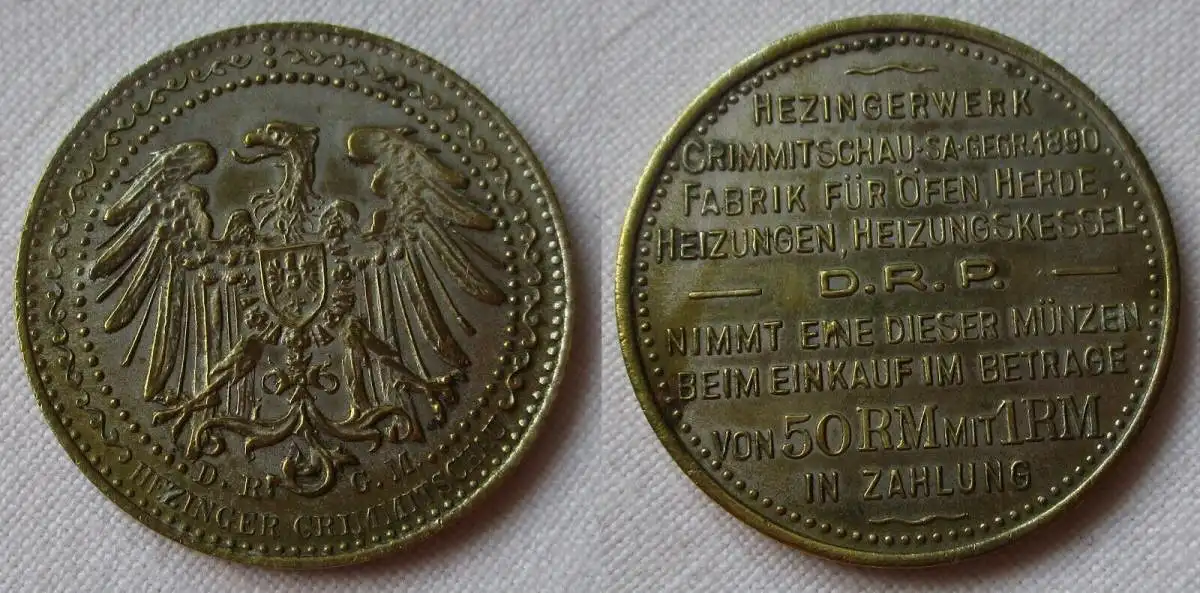 D. R. G. M.
HEZINGER CRIMMITSCHAU
HEZINGERWERK
CRIMMITSCHAU·SA·GEGR.1890
FABRIK FÜR ÖFEN, HERDE,
HEIZUNGEN, HEIZUNGSKESSEL
— D.R.P. —
NIMMT EINE DIESER MÜNZEN
BEIM EINKAUF IM BETRAGE
VON 50 RM MIT 1 RM
IN ZAHLUNG